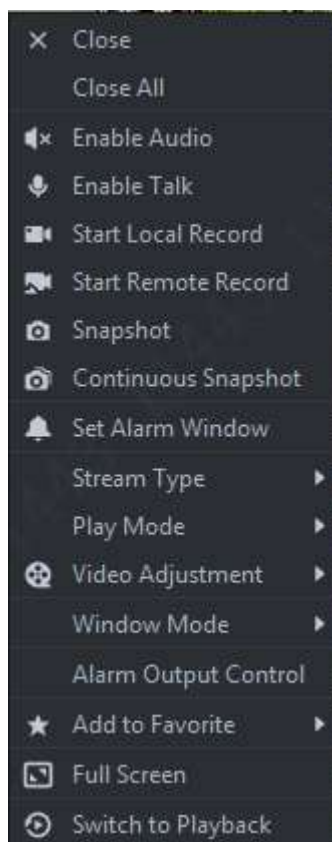 Close
Close All
Enable Audio
Enable Talk
Start Local Record
Start Remote Record
Snapshot
Continuous Snapshot
Set Alarm Window
Stream Type
Play Mode
Video Adjustment
Window Mode
Alarm Output Control
Add to Favorite
Full Screen
Switch to Playback